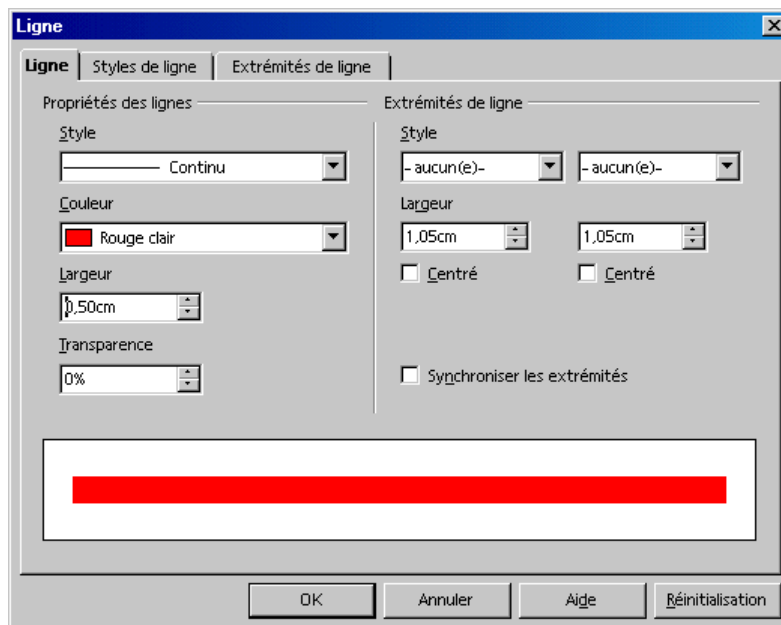 Ligne
Ligne
Styles de ligne
Extrémités de ligne
Propriétés des lignes
Style
Continu
Couleur
Rouge clair
Largeur
0,50cm
Transparence
0%
Extrémités de ligne
Style
- aucun(e)-
- aucun(e)-
Largeur
1,05cm
1,05cm
Centré
Centré
Synchroniser les extrémités
OK
Annuler
Aide
Réinitialisation